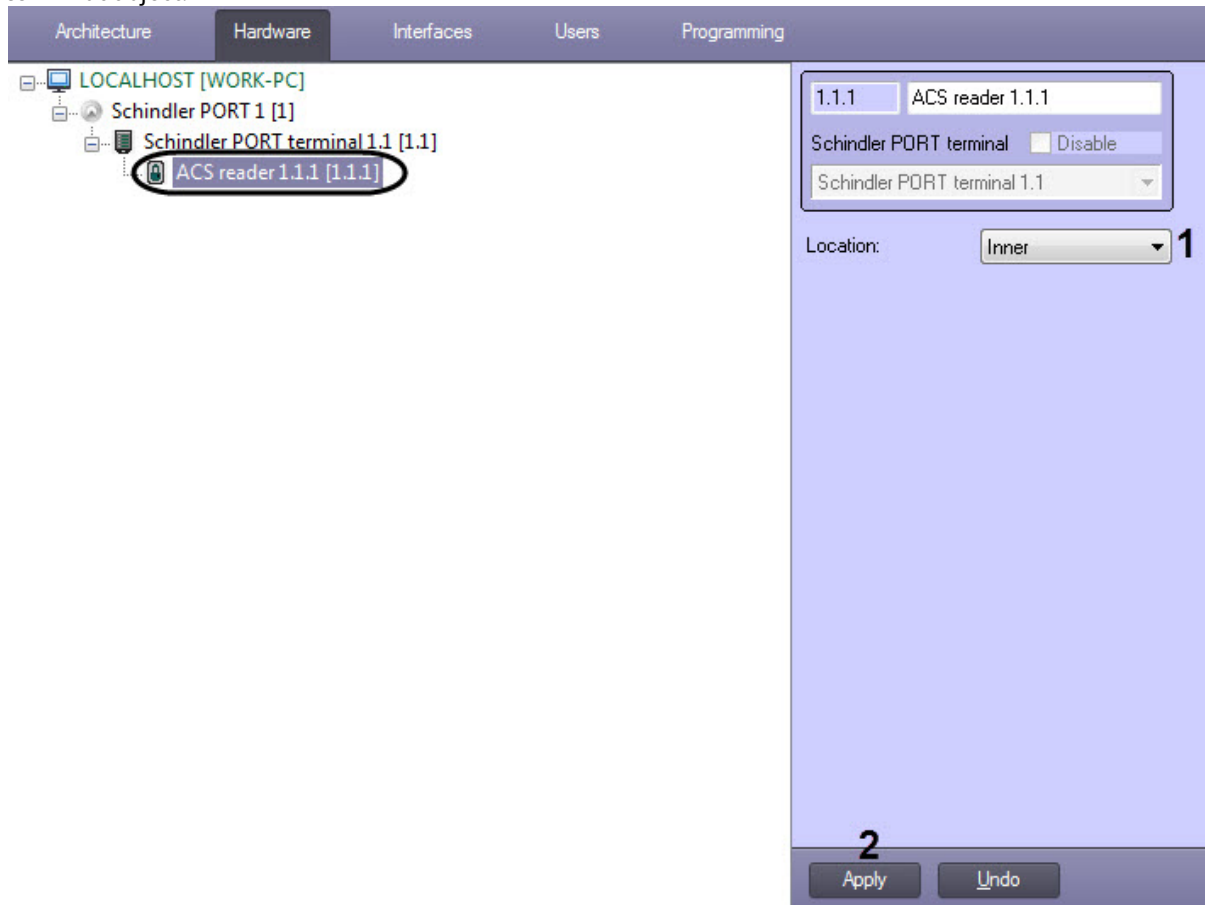 Architecture Hardware Interfaces Users Programming
LOCALHOST [WORK-PC]
Schindler PORT 1 [1]
Schindler PORT terminal 1.1 [1.1]
ACS reader 1.1.1 [1.1.1]
1.1.1 ACS reader 1.1.1
Schindler PORT terminal Disable
Schindler PORT terminal 1.1
Location: Inner 1
2
Apply Undo